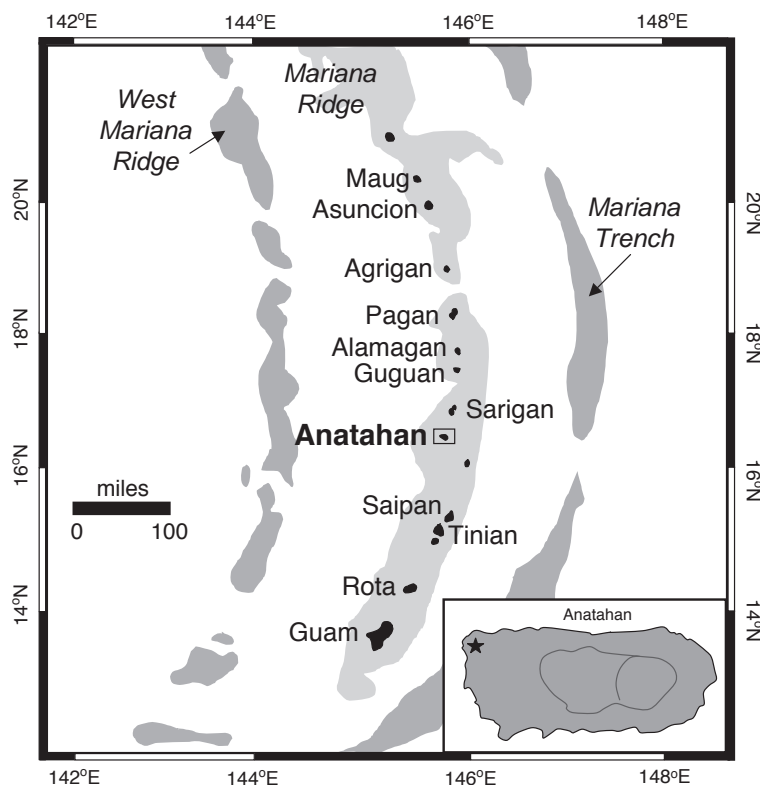 142°E 144°E 146°E 148°E
Mariana
Ridge
West
Mariana
Ridge
Maug
Asuncion
20°N
20°N
Mariana
Trench
Agrigan
Pagan
18°N
18°N
Alamagan
Guguan
Sarigan
Anatahan
16°N
16°N
miles
0 100
Saipan
Tinian
Rota
14°N
14°N
Guam
Anatahan
142°E 144°E 146°E 148°E